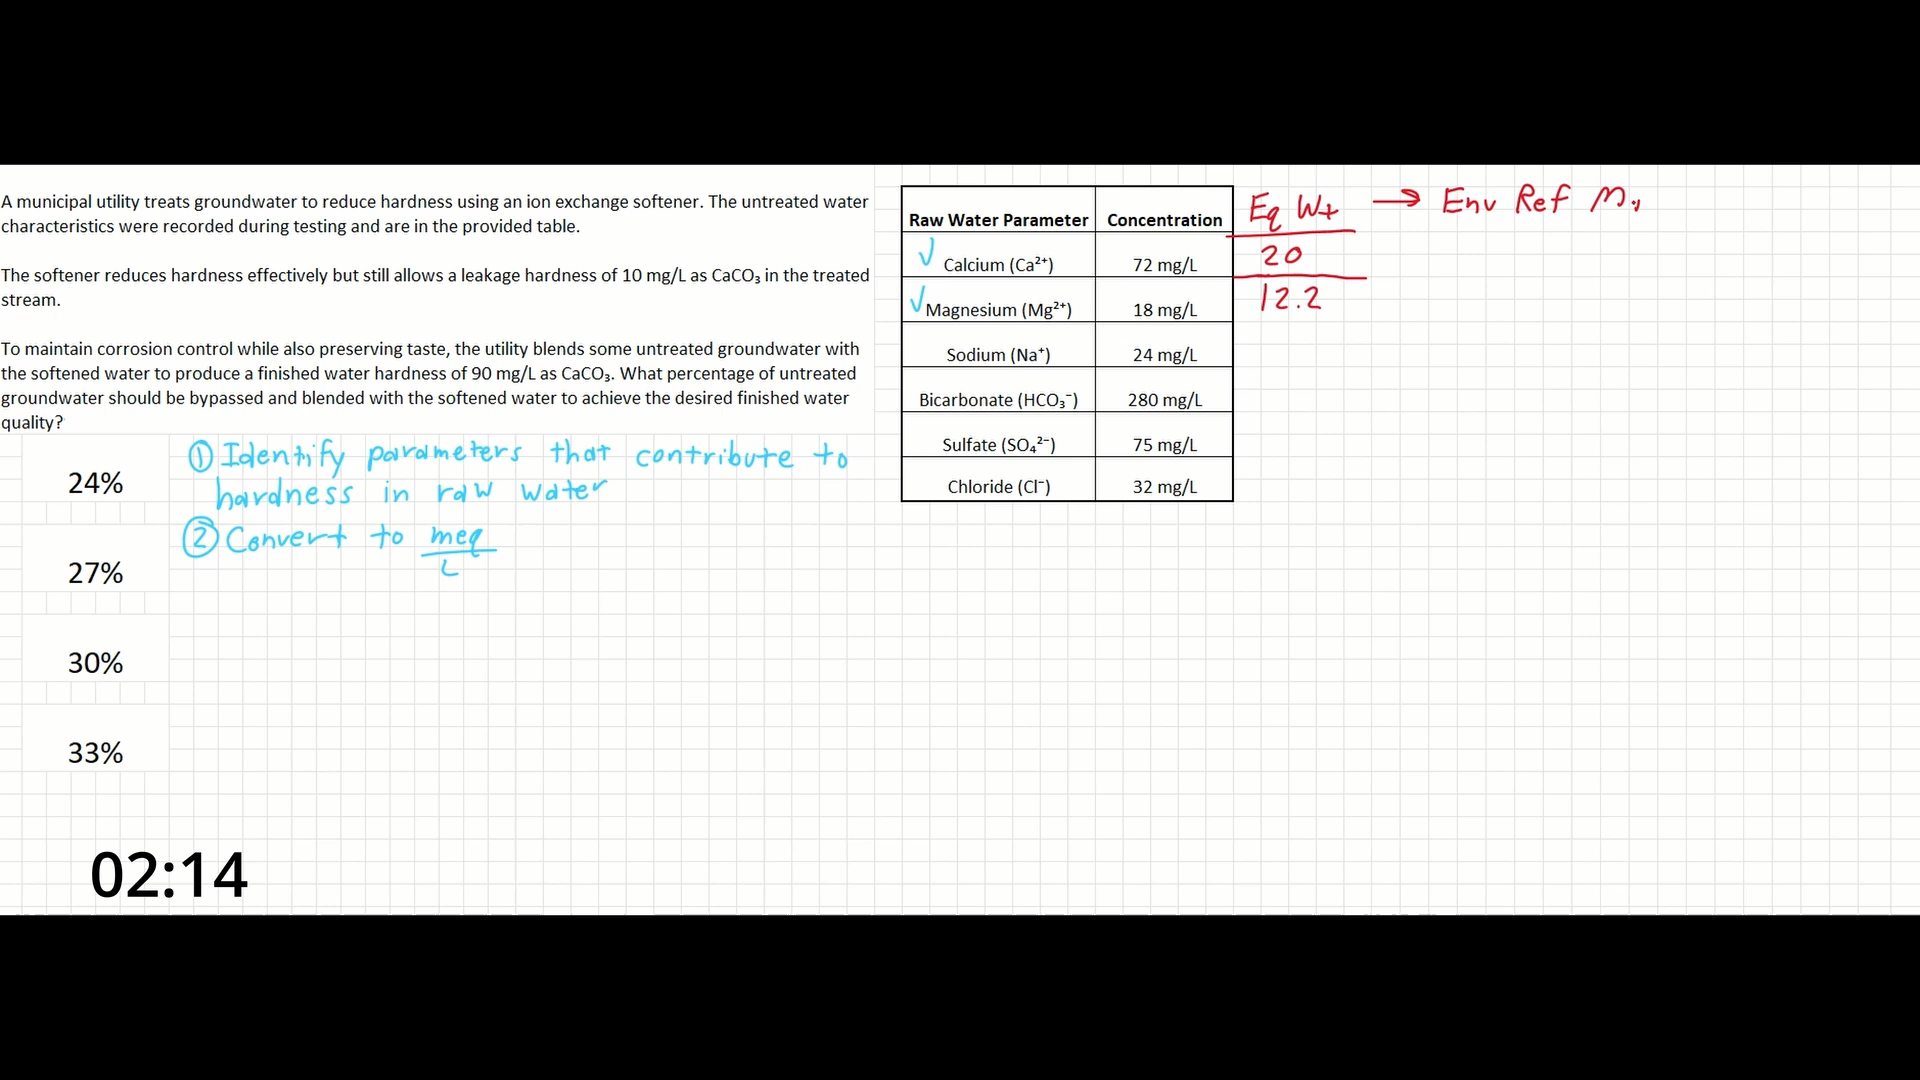 A municipal utility treats groundwater to reduce hardness using an ion exchange softener. The untreated water
characteristics were recorded during testing and are in the provided table.
The softener reduces hardness effectively but still allows a leakage hardness of 10 mg/L as CaCO₃ in the treated
stream.
To maintain corrosion control while also preserving taste, the utility blends some untreated groundwater with
the softened water to produce a finished water hardness of 90 mg/L as CaCO₃. What percentage of untreated
groundwater should be bypassed and blended with the softened water to achieve the desired finished water
quality?
24%
27%
30%
33%
① Identify parameters that contribute to
hardness in raw water
② Convert to meq
L
02:14
Raw Water Parameter Concentration
✓ Calcium (Ca²⁺) 72 mg/L
✓ Magnesium (Mg²⁺) 18 mg/L
Sodium (Na⁺) 24 mg/L
Bicarbonate (HCO₃⁻) 280 mg/L
Sulfate (SO₄²⁻) 75 mg/L
Chloride (Cl⁻) 32 mg/L
Eq Wt → Env Ref M
20
12.2